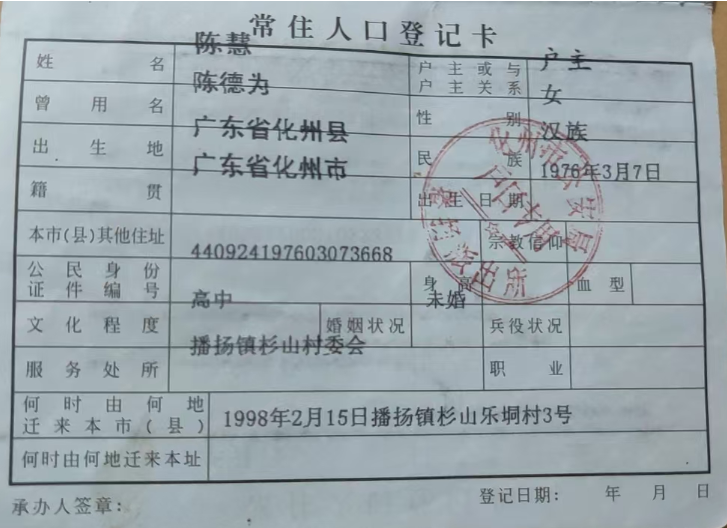 常住人口登记卡
姓名 陈慧 户主或与户主关系 户主
曾用名 陈德为 性别 女
出生地 广东省化州县 民族 汉族
籍贯 广东省化州市 出生日期 1976年3月7日
本市(县)其他住址 宗教信仰
公民身份证件编号 440924197603073668 身高 血型
文化程度 高中 婚姻状况 未婚 兵役状况
服务处所 播扬镇杉山村委会 职业
何时由何地迁来本市(县) 1998年2月15日播扬镇杉山乐垌村3号
何时由何地迁来本址
承办人签章: 登记日期: 年 月 日
化州市公安局
户口专用
派出所